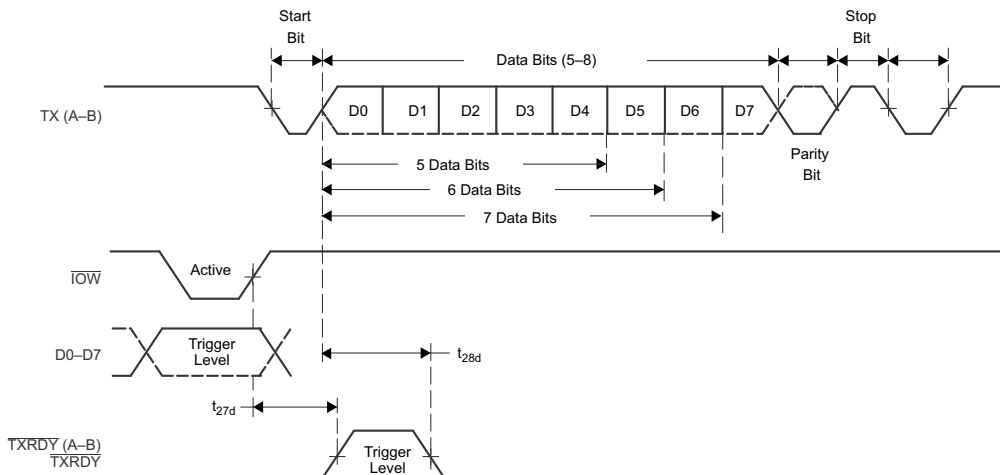 Start
Bit
Stop
Bit
Data Bits (5–8)
TX (A–B)
D0
D1
D2
D3
D4
D5
D6
D7
Parity
Bit
5 Data Bits
6 Data Bits
7 Data Bits
IOW
Active
D0–D7
Trigger
Level
t28d
t27d
TXRDY (A–B)
TXRDY
Trigger
Level